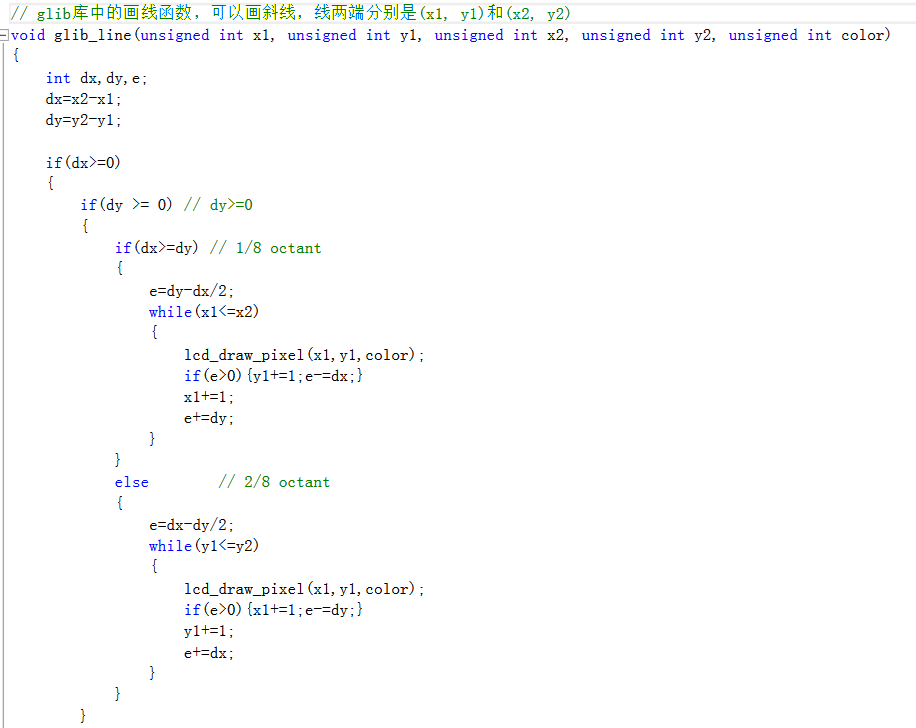 // glib库中的画线函数，可以画斜线，线两端分别是(x1, y1)和(x2, y2)
void glib_line(unsigned int x1, unsigned int y1, unsigned int x2, unsigned int y2, unsigned int color)
{
    int dx,dy,e;
    dx=x2-x1;
    dy=y2-y1;

    if(dx>=0)
    {
        if(dy >= 0) // dy>=0
        {
            if(dx>=dy) // 1/8 octant
            {
                e=dy-dx/2;
                while(x1<=x2)
                {
                    lcd_draw_pixel(x1,y1,color);
                    if(e>0){y1+=1;e-=dx;}
                    x1+=1;
                    e+=dy;
                }
            }
            else        // 2/8 octant
            {
                e=dx-dy/2;
                while(y1<=y2)
                {
                    lcd_draw_pixel(x1,y1,color);
                    if(e>0){x1+=1;e-=dy;}
                    y1+=1;
                    e+=dx;
                }
            }
        }